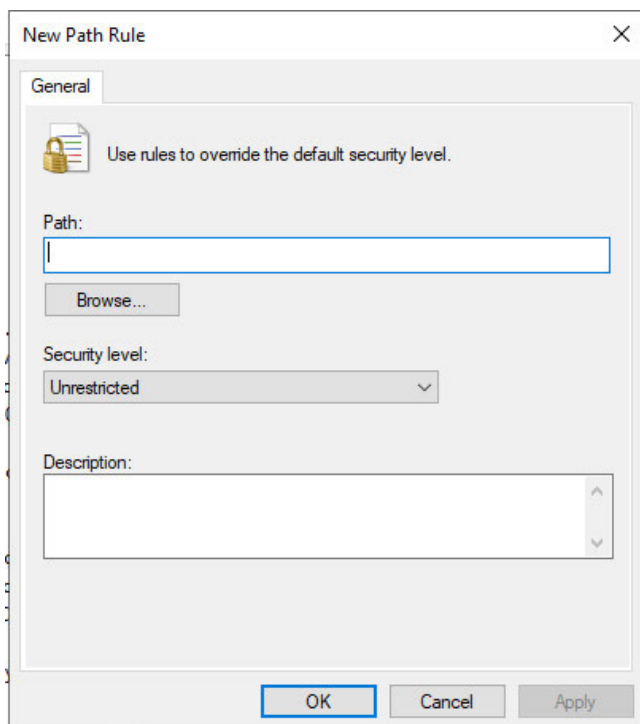 New Path Rule
General
Use rules to override the default security level.
Path:
Browse...
Security level:
Unrestricted
Description:
OK Cancel Apply